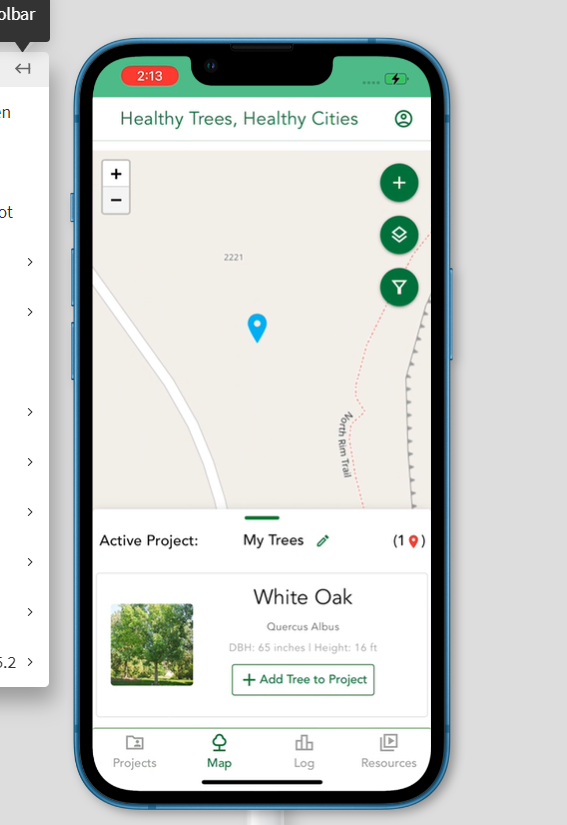 olbar
en
ot
5.2
2:13
Healthy Trees, Healthy Cities
+
−
+
2221
North Rim Trail
Active Project:
My Trees
(1 )
White Oak
Quercus Albus
DBH: 65 inches | Height: 16 ft
+ Add Tree to Project
Projects
Map
Log
Resources